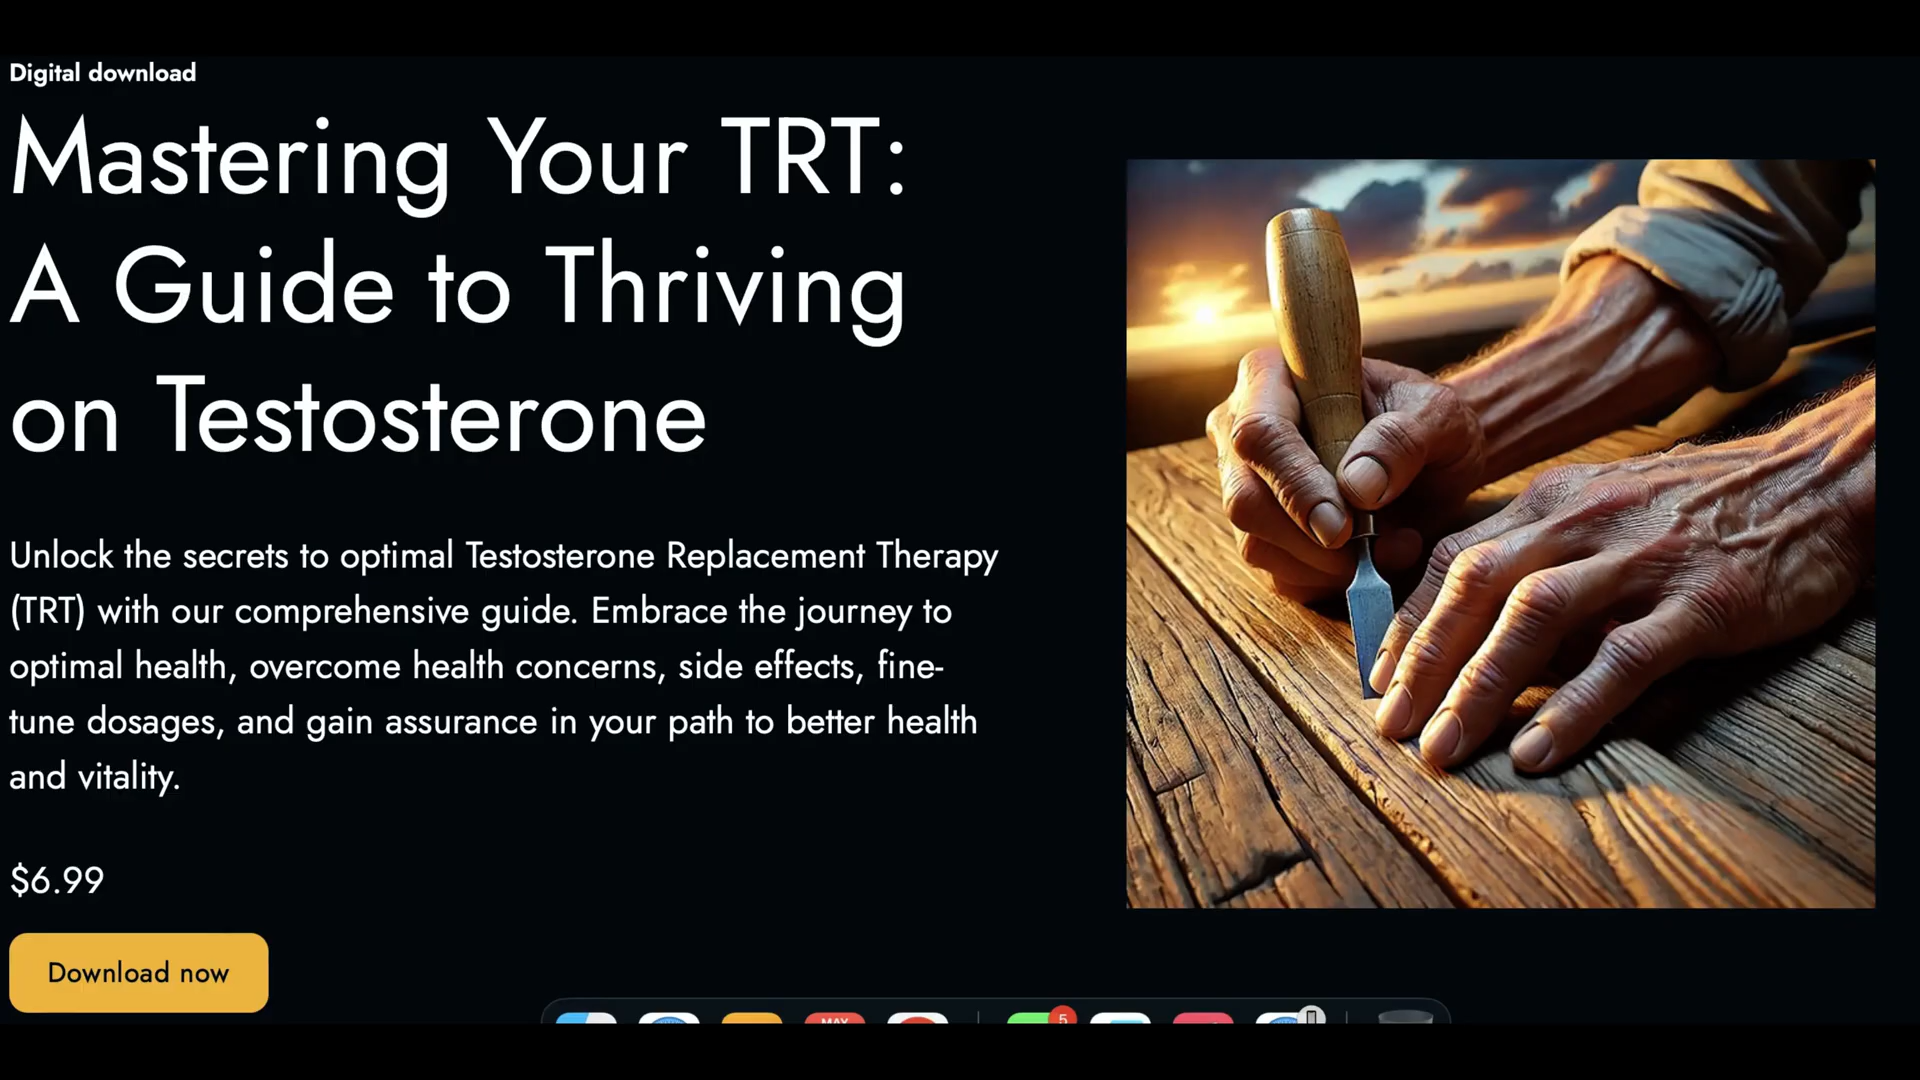 Digital download
Mastering Your TRT:
A Guide to Thriving
on Testosterone
Unlock the secrets to optimal Testosterone Replacement Therapy
(TRT) with our comprehensive guide. Embrace the journey to
optimal health, overcome health concerns, side effects, fine-
tune dosages, and gain assurance in your path to better health
and vitality.
$6.99
Download now
MAY
5